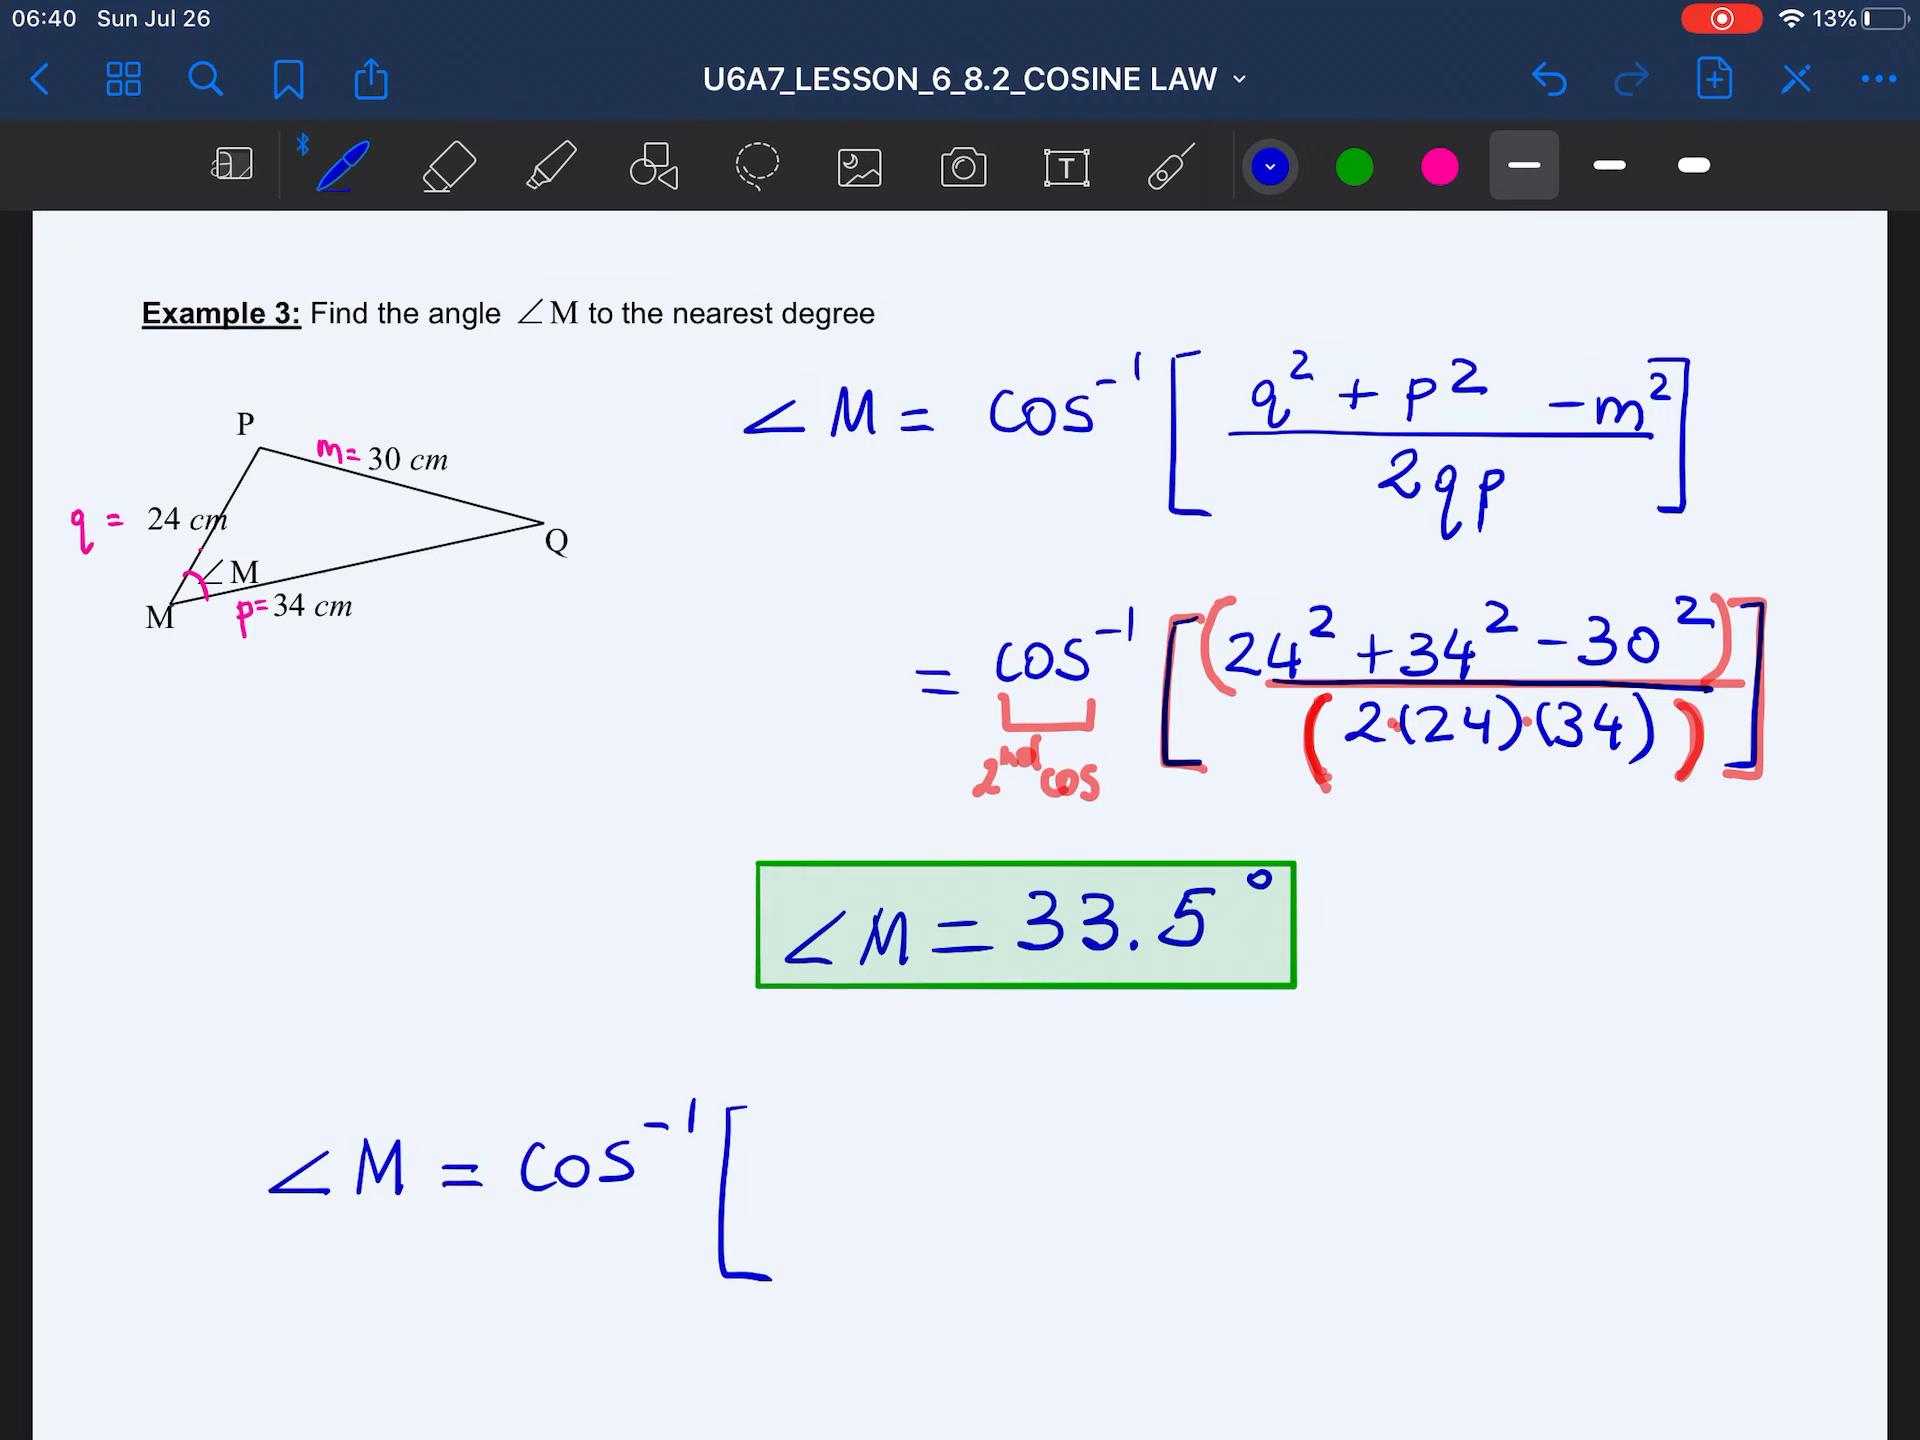 06:40 Sun Jul 26
13%
U6A7_LESSON_6_8.2_COSINE LAW
Example 3: Find the angle ∠M to the nearest degree
∠M = cos⁻¹ [ (q² + p² - m²) / 2qp ]
P
m = 30 cm
q = 24 cm
Q
∠M
M
p = 34 cm
= cos⁻¹ [ (24² + 34² - 30²) / (2·(24)·(34)) ]
2nd cos
∠M = 33.5°
∠M = cos⁻¹ [